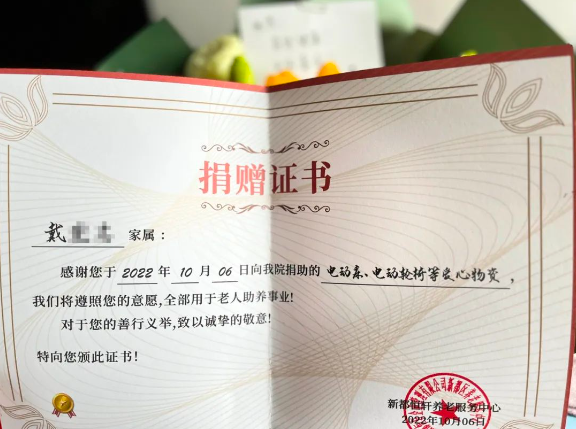 捐赠证书
戴 家属：
感谢您于 2022 年 10 月 06 日向我院捐助的 电动床、电动轮椅等爱心物资，
我们将遵照您的意愿，全部用于老人助养事业！
对于您的善行义举，致以诚挚的敬意！
特向您颁此证书！
新都恒轩养老服务中心
2022年10月06日